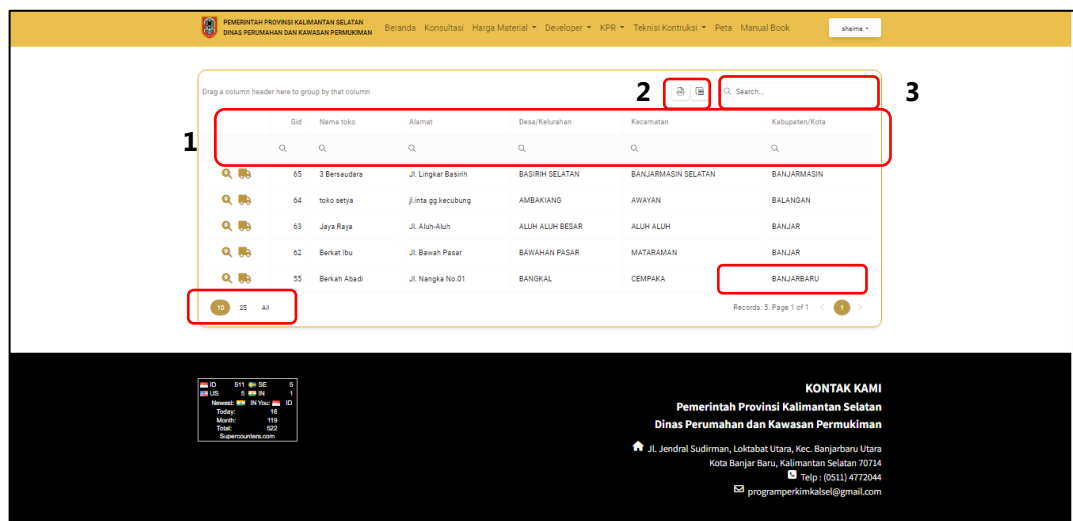 PEMERINTAH PROVINSI KALIMANTAN SELATAN
DINAS PERUMAHAN DAN KAWASAN PERMUKIMAN
Beranda Konsultasi Harga Material Developer KPR Teknisi Kontruksi Peta Manual Book
shaima
Drag a column header here to group by that column
2
Search...
3
1
Gid Nama toko Alamat Desa/Kelurahan Kecamatan Kabupaten/Kota
65 3 Bersaudara Jl. Lingkar Basirih BASIRIH SELATAN BANJARMASIN SELATAN BANJARMASIN
64 toko setya jl.inta gg.kecubung AMBAKIANG AWAYAN BALANGAN
63 Jaya Raya Jl. Aluh-Aluh ALUH ALUH BESAR ALUH ALUH BANJAR
62 Berkat Ibu Jl. Bawah Pasar BAWAHAN PASAR MATARAMAN BANJAR
55 Berkah Abadi Jl. Nangka No.01 BANGKAL CEMPAKA BANJARBARU
10 25 All
Records: 5. Page 1 of 1 < 1 >
ID 511 SE 5
US 5 IN 1
Newest: IN You: ID
Today: 16
Month: 119
Total: 522
Supercounters.com
KONTAK KAMI
Pemerintah Provinsi Kalimantan Selatan
Dinas Perumahan dan Kawasan Permukiman
Jl. Jendral Sudirman, Loktabat Utara, Kec. Banjarbaru Utara
Kota Banjar Baru, Kalimantan Selatan 70714
Telp : (0511) 4772044
programperkimkalsel@gmail.com